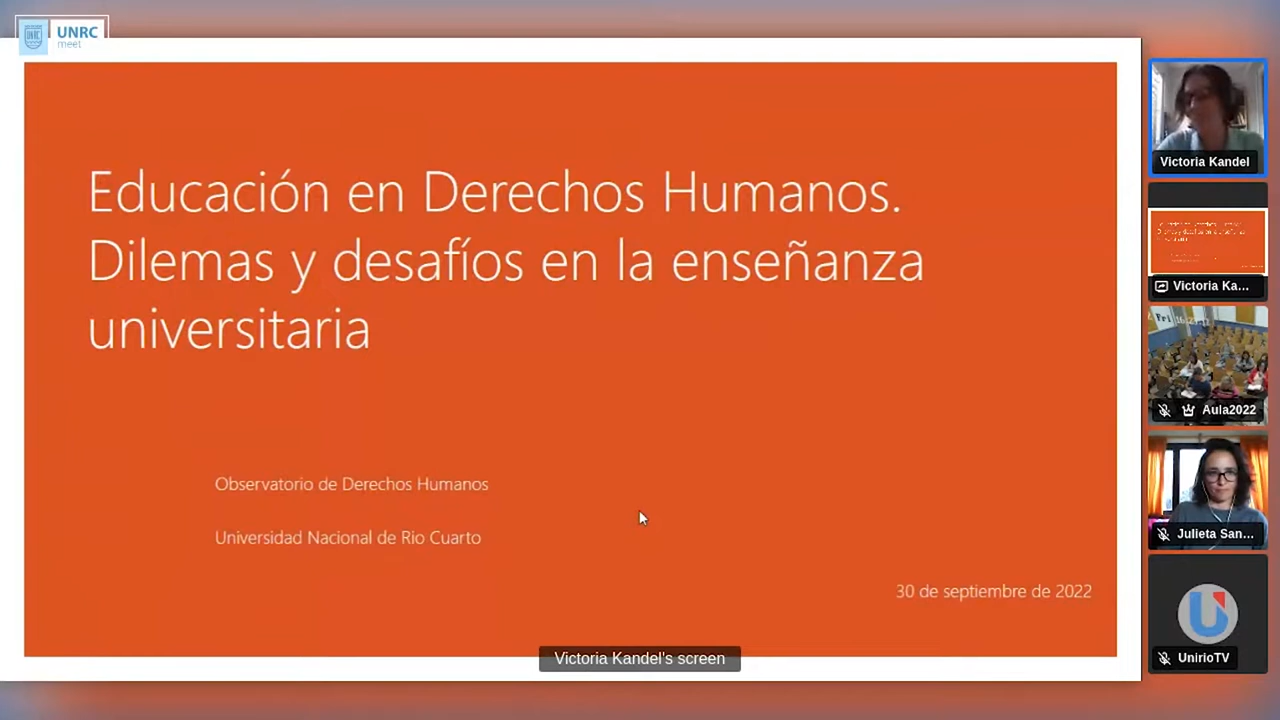 UNRC
meet
Educación en Derechos Humanos.
Dilemas y desafíos en la enseñanza
universitaria
Observatorio de Derechos Humanos
Universidad Nacional de Rio Cuarto
30 de septiembre de 2022
Victoria Kandel's screen
Victoria Kandel
Victoria Ka...
Fri
Aula2022
Julieta San...
UnirioTV